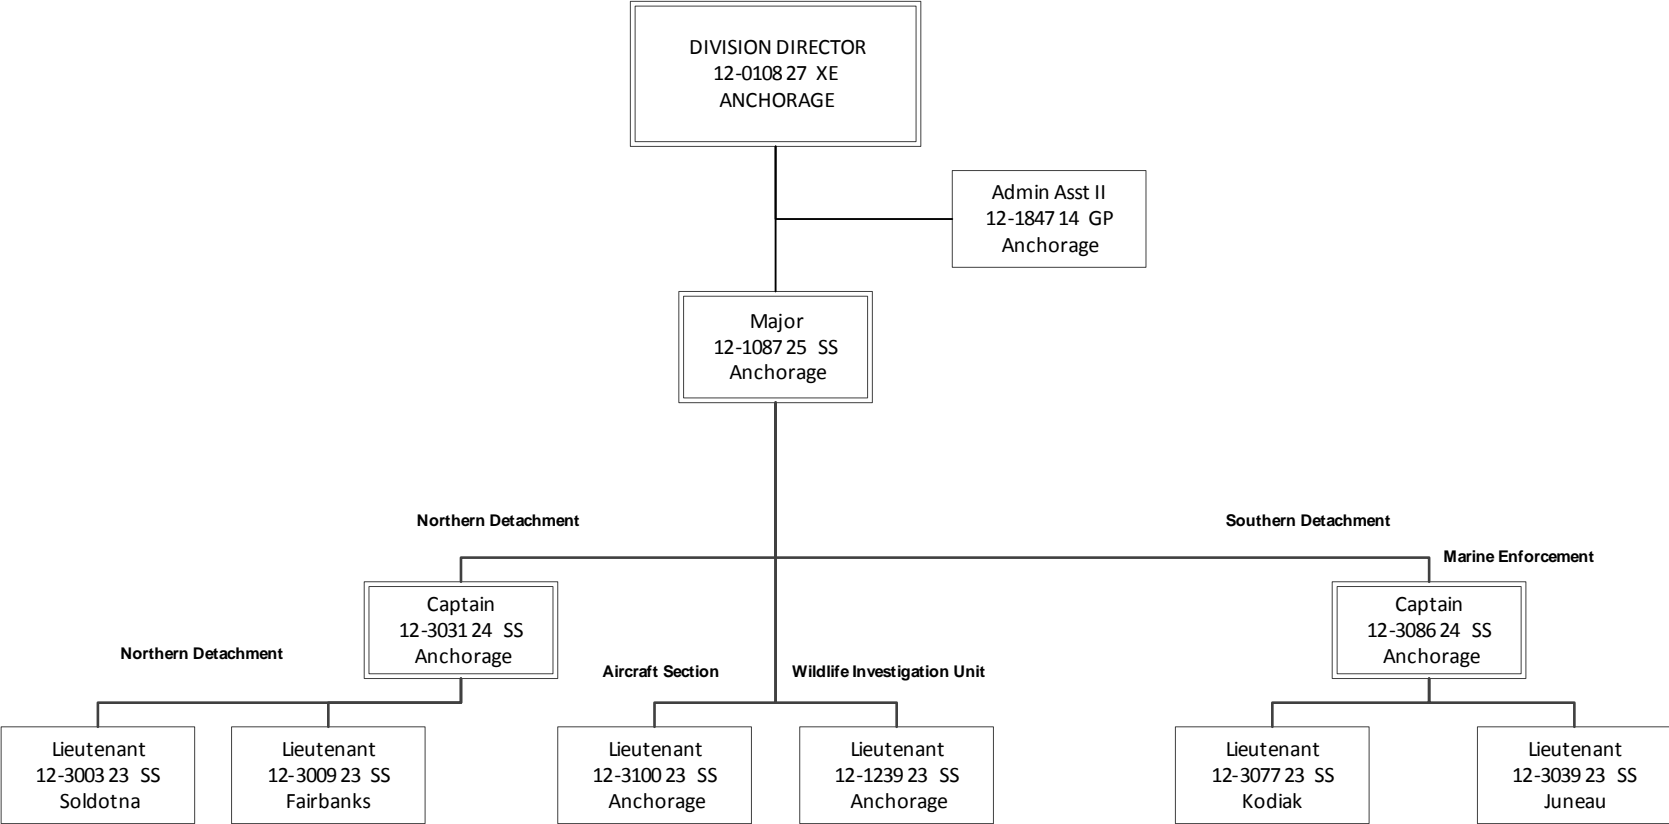 DIVISION DIRECTOR
12-0108 27 XE
ANCHORAGE
Admin Asst II
12-1847 14 GP
Anchorage
Major
12-1087 25 SS
Anchorage
Northern Detachment
Southern Detachment
Marine Enforcement
Captain
12-3031 24 SS
Anchorage
Captain
12-3086 24 SS
Anchorage
Northern Detachment
Aircraft Section
Wildlife Investigation Unit
Lieutenant
12-3003 23 SS
Soldotna
Lieutenant
12-3009 23 SS
Fairbanks
Lieutenant
12-3100 23 SS
Anchorage
Lieutenant
12-1239 23 SS
Anchorage
Lieutenant
12-3077 23 SS
Kodiak
Lieutenant
12-3039 23 SS
Juneau